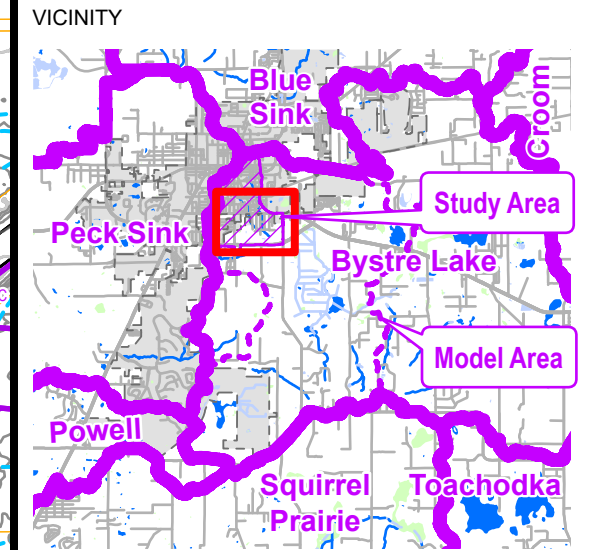 VICINITY
Blue
Sink
Croom
Study Area
Peck Sink
Bystre Lake
Model Area
Powell
Squirrel
Prairie
Toachodka